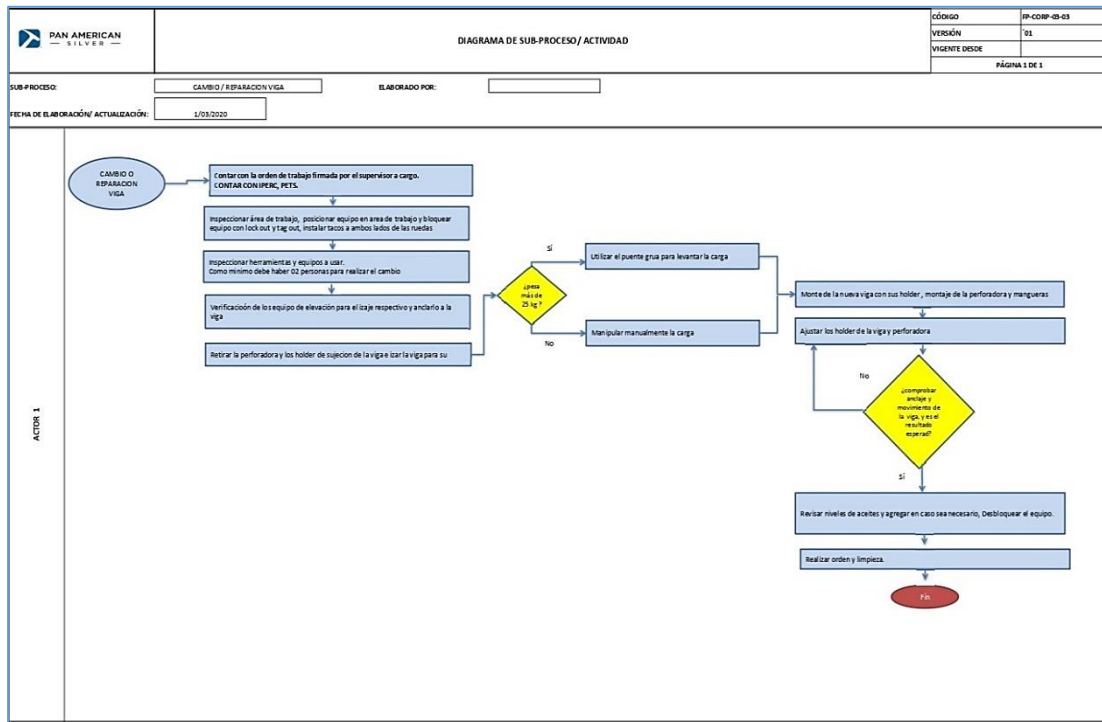 PAN AMERICAN
— SILVER —
DIAGRAMA DE SUB-PROCESO/ ACTIVIDAD
CÓDIGO
FP-CORP-03-03
VERSIÓN
'01
VIGENTE DESDE
PÁGINA 1 DE 1
SUB-PROCESO:
CAMBIO / REPARACION VIGA
ELABORADO POR:
FECHA DE ELABORACIÓN/ ACTUALIZACIÓN:
1/03/2020
ACTOR 1
CAMBIO O
REPARACION
VIGA
Contar con la orden de trabajo firmada por el supervisor a cargo.
CONTAR CON IPERC, PETS.
Inspeccionar área de trabajo, posicionar equipo en area de trabajo y bloquear
equipo con lock out y tag out, instalar tacos a ambos lados de las ruedas
Inspeccionar herramientas y equipos a usar.
Como minimo debe haber 02 personas para realizar el cambio
Verificacioón de los equipo de elevación para el izaje respectivo y anclarlo a la
viga
Retirar la perforadora y los holder de sujecion de la viga e izar la viga para su
¿pesa
más de
25 kg ?
Sí
Utilizar el puente grua para levantar la carga
No
Manipular manualmente la carga
Monte de la nueva viga con sus holder , montaje de la perforadora y mangueras
Ajustar los holder de la viga y perforadora
No
¿comprobar
anclaje y
movimiento de
la viga, y es el
resultado
esperad?
Sí
Revisar niveles de aceites y agregar en caso sea necesario, Desbloquear el equipo.
Realizar orden y limpieza.
Fin